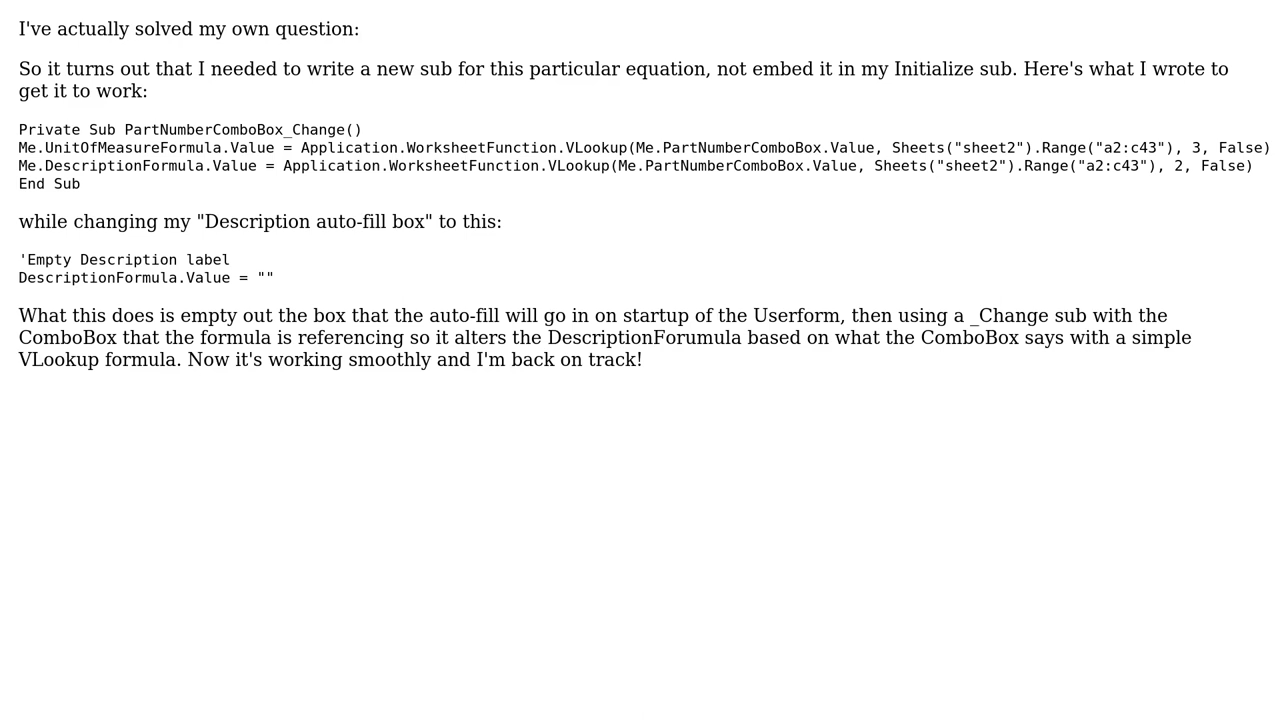 I've actually solved my own question:
So it turns out that I needed to write a new sub for this particular equation, not embed it in my Initialize sub. Here's what I wrote to
get it to work:
Private Sub PartNumberComboBox_Change()
Me.UnitOfMeasureFormula.Value = Application.WorksheetFunction.VLookup(Me.PartNumberComboBox.Value, Sheets("sheet2").Range("a2:c43"), 3, False)
Me.DescriptionFormula.Value = Application.WorksheetFunction.VLookup(Me.PartNumberComboBox.Value, Sheets("sheet2").Range("a2:c43"), 2, False)
End Sub
while changing my "Description auto-fill box" to this:
'Empty Description label
DescriptionFormula.Value = ""
What this does is empty out the box that the auto-fill will go in on startup of the Userform, then using a _Change sub with the
ComboBox that the formula is referencing so it alters the DescriptionForumula based on what the ComboBox says with a simple
VLookup formula. Now it's working smoothly and I'm back on track!